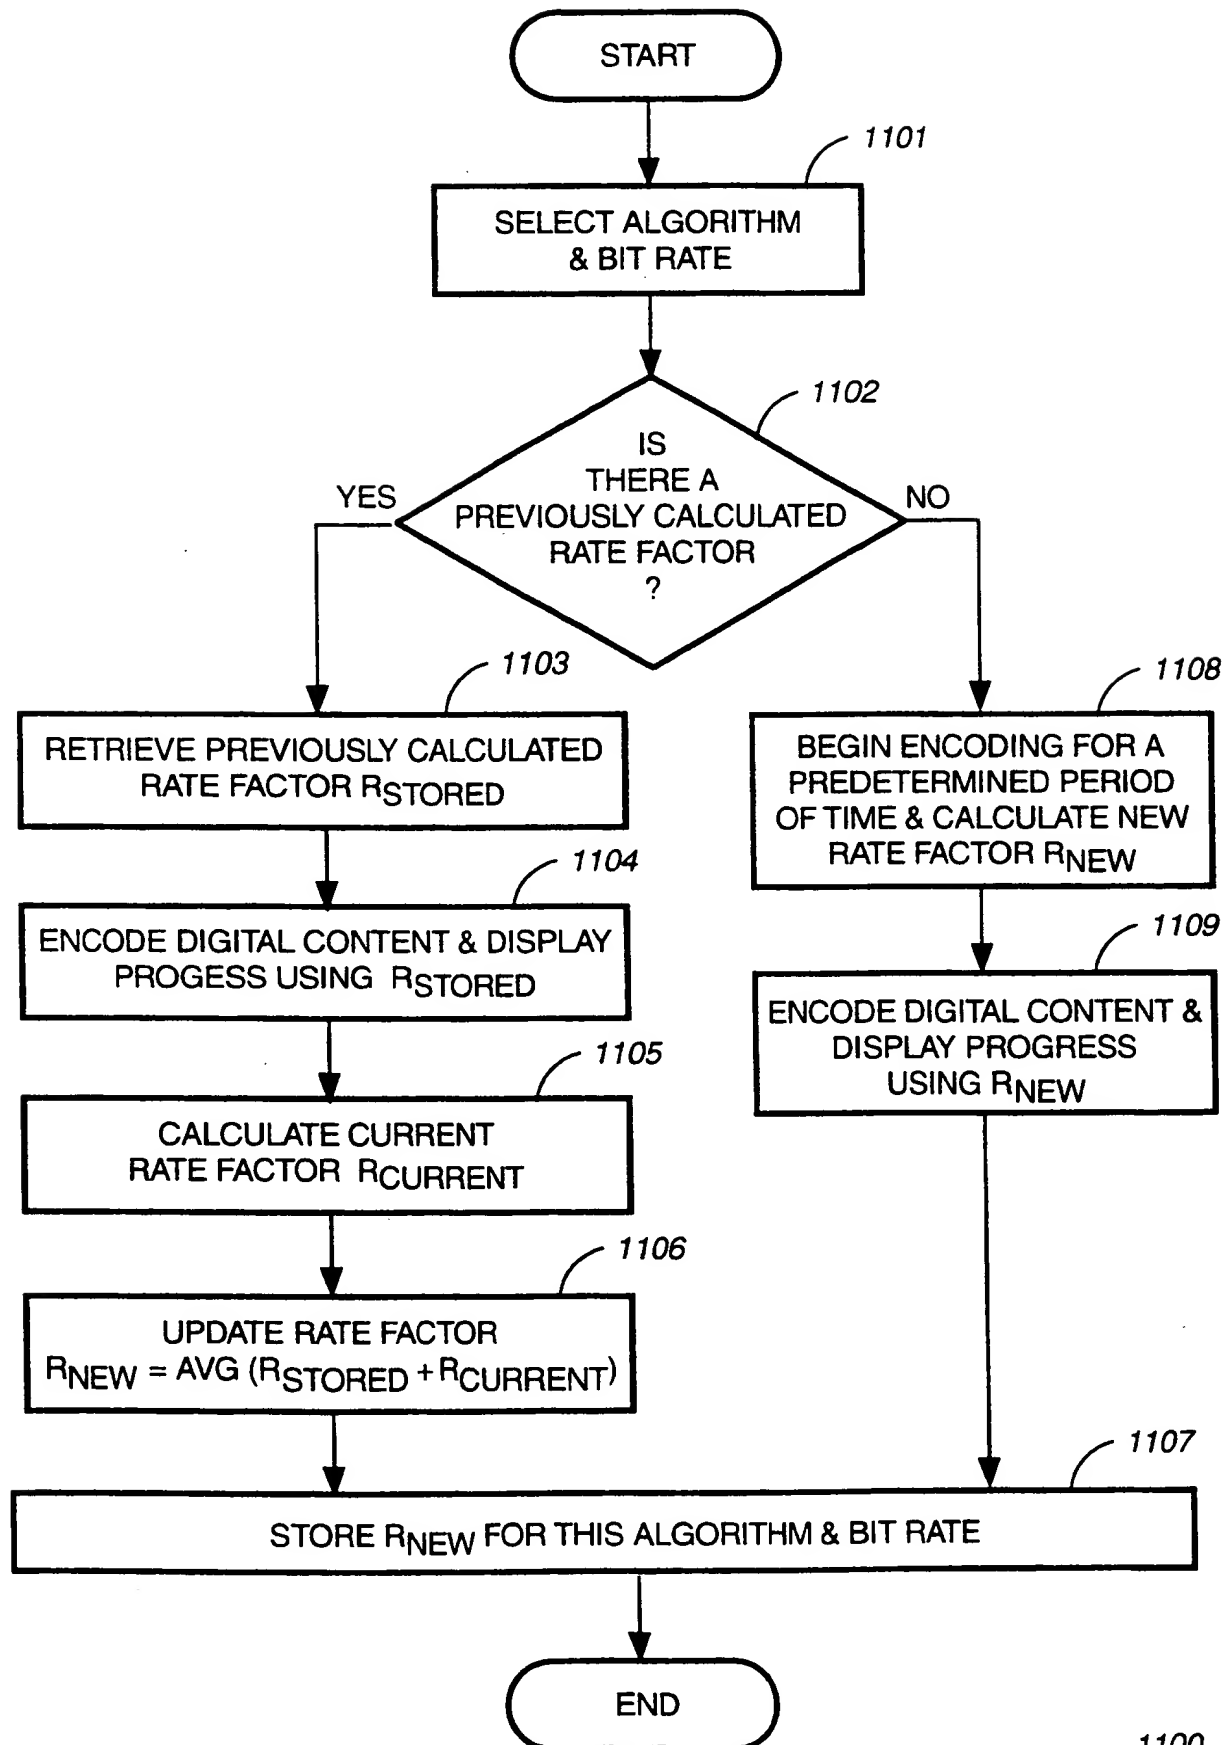 START
1101
SELECT ALGORITHM
& BIT RATE
1102
IS
THERE A
PREVIOUSLY CALCULATED
RATE FACTOR
?
YES
NO
1103
RETRIEVE PREVIOUSLY CALCULATED
RATE FACTOR RSTORED
1104
ENCODE DIGITAL CONTENT & DISPLAY
PROGESS USING RSTORED
1105
CALCULATE CURRENT
RATE FACTOR RCURRENT
1106
UPDATE RATE FACTOR
RNEW = AVG (RSTORED + RCURRENT)
1108
BEGIN ENCODING FOR A
PREDETERMINED PERIOD
OF TIME & CALCULATE NEW
RATE FACTOR RNEW
1109
ENCODE DIGITAL CONTENT &
DISPLAY PROGRESS
USING RNEW
1107
STORE RNEW FOR THIS ALGORITHM & BIT RATE
END